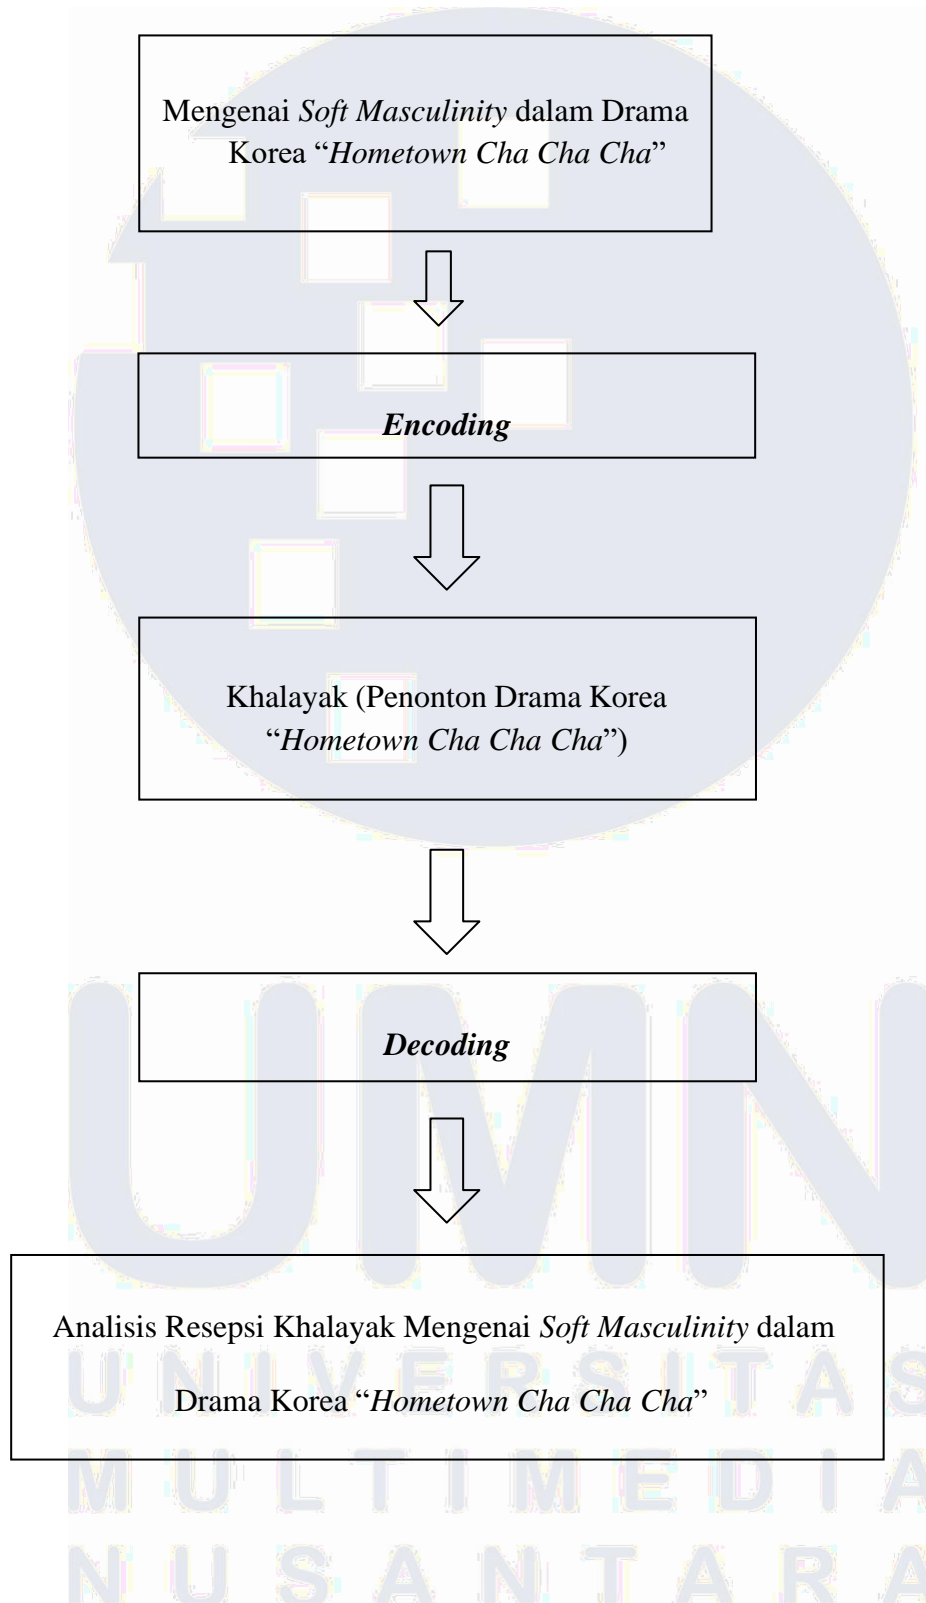 Mengenai Soft Masculinity dalam Drama
Korea “Hometown Cha Cha Cha”
Encoding
Khalayak (Penonton Drama Korea
“Hometown Cha Cha Cha”)
Decoding
UMN
Analisis Resepsi Khalayak Mengenai Soft Masculinity dalam
Drama Korea “Hometown Cha Cha Cha”
UNIVERSITAS
MULTIMEDIA
NUSANTARA